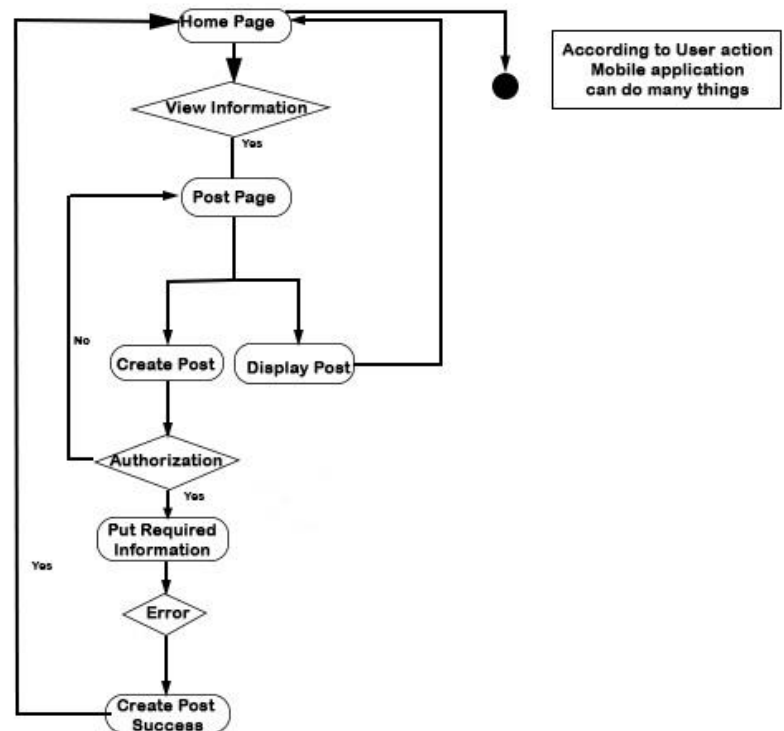 Home Page
According to User action
Mobile application
can do many things
View Information
Yes
Post Page
No
Create Post
Display Post
Authorization
Yes
Put Required
Information
Yes
Error
Create Post
Success